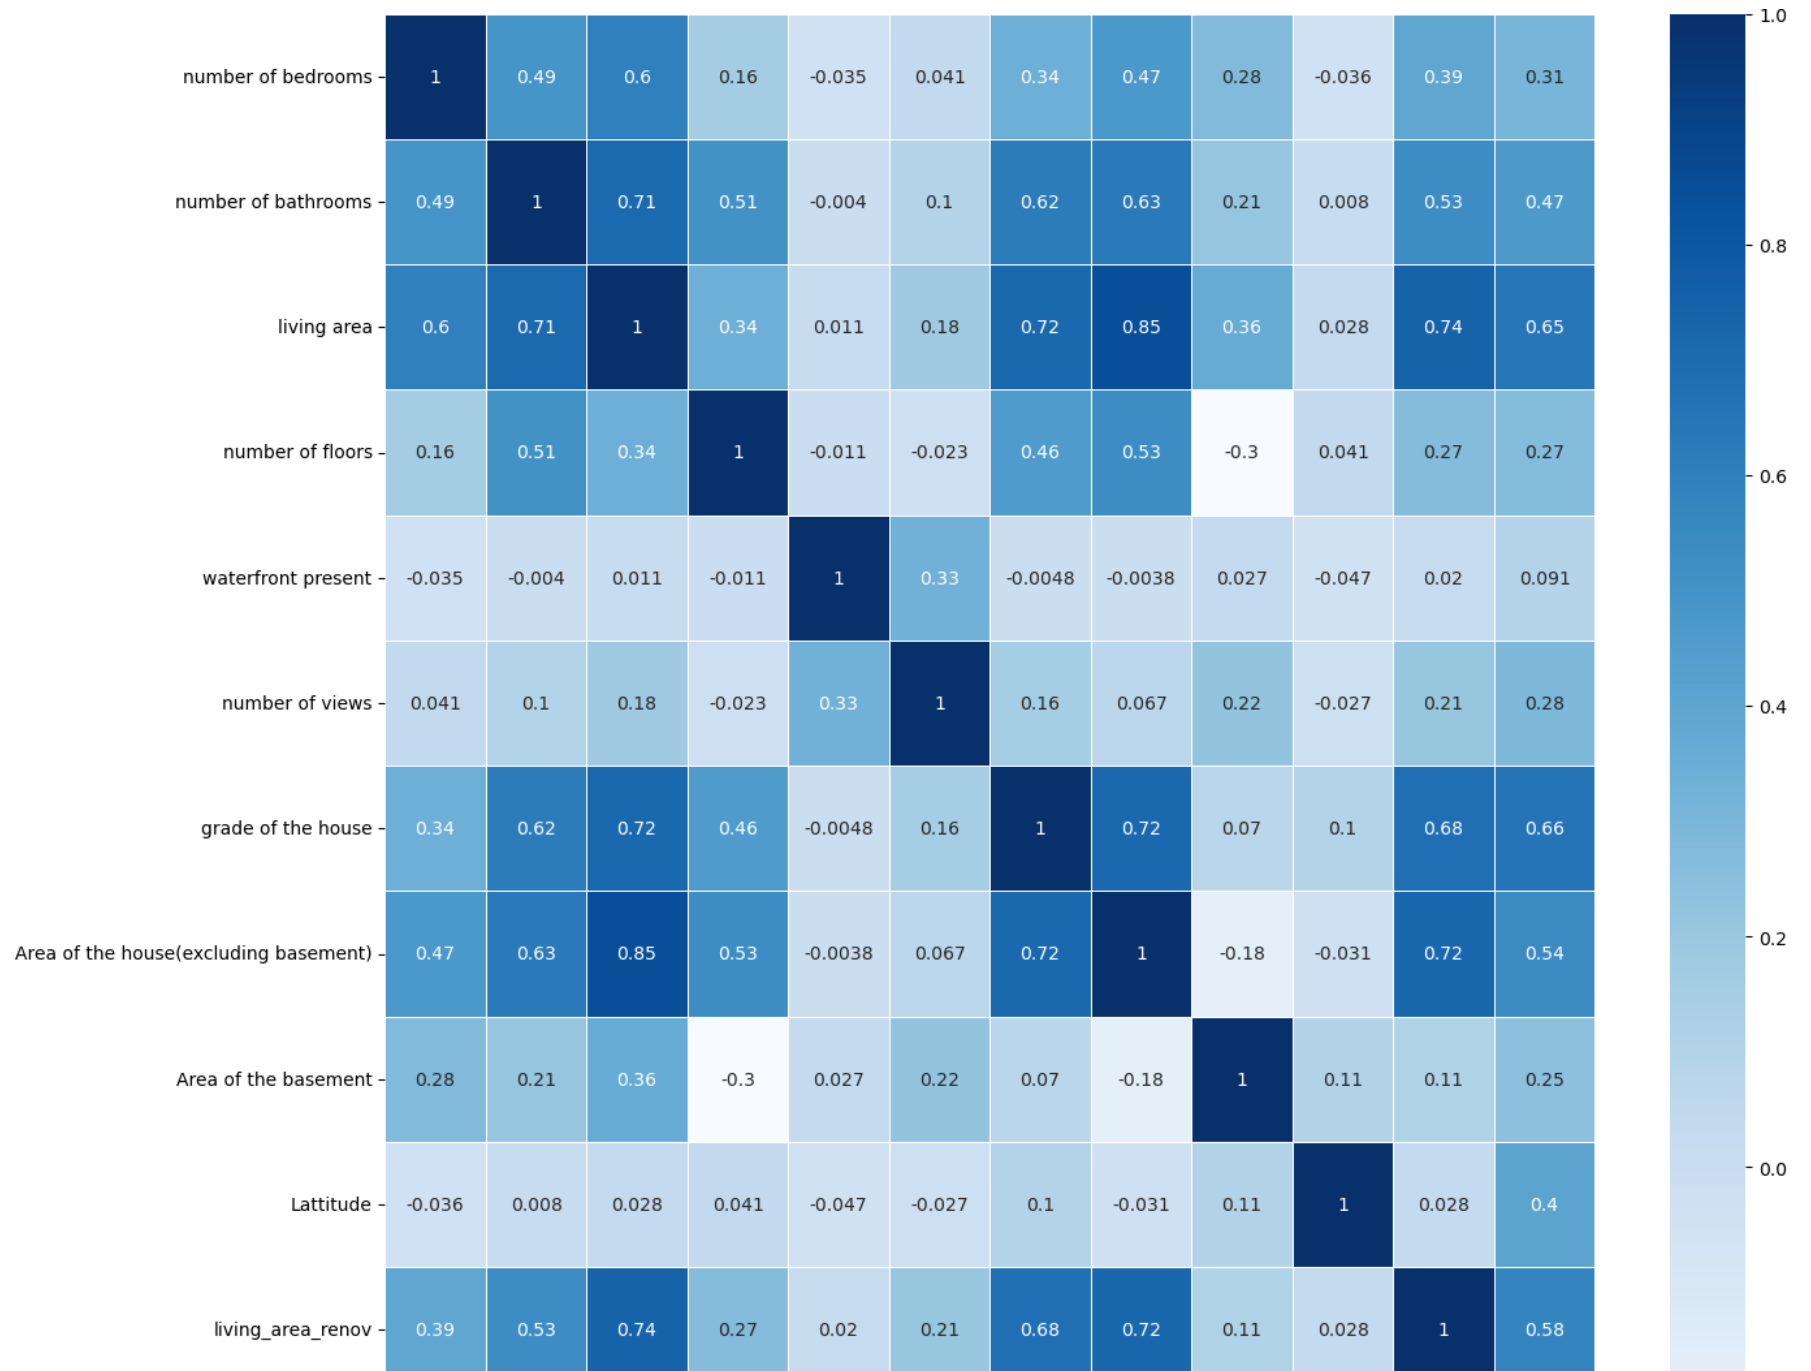 number of bedrooms 1 0.49 0.6 0.16 -0.035 0.041 0.34 0.47 0.28 -0.036 0.39 0.31
number of bathrooms 0.49 1 0.71 0.51 -0.004 0.1 0.62 0.63 0.21 0.008 0.53 0.47
living area 0.6 0.71 1 0.34 0.011 0.18 0.72 0.85 0.36 0.028 0.74 0.65
number of floors 0.16 0.51 0.34 1 -0.011 -0.023 0.46 0.53 -0.3 0.041 0.27 0.27
waterfront present -0.035 -0.004 0.011 -0.011 1 0.33 -0.0048 -0.0038 0.027 -0.047 0.02 0.091
number of views 0.041 0.1 0.18 -0.023 0.33 1 0.16 0.067 0.22 -0.027 0.21 0.28
grade of the house 0.34 0.62 0.72 0.46 -0.0048 0.16 1 0.72 0.07 0.1 0.68 0.66
Area of the house(excluding basement) 0.47 0.63 0.85 0.53 -0.0038 0.067 0.72 1 -0.18 -0.031 0.72 0.54
Area of the basement 0.28 0.21 0.36 -0.3 0.027 0.22 0.07 -0.18 1 0.11 0.11 0.25
Lattitude -0.036 0.008 0.028 0.041 -0.047 -0.027 0.1 -0.031 0.11 1 0.028 0.4
living_area_renov 0.39 0.53 0.74 0.27 0.02 0.21 0.68 0.72 0.11 0.028 1 0.58
1.0
0.8
0.6
0.4
0.2
0.0